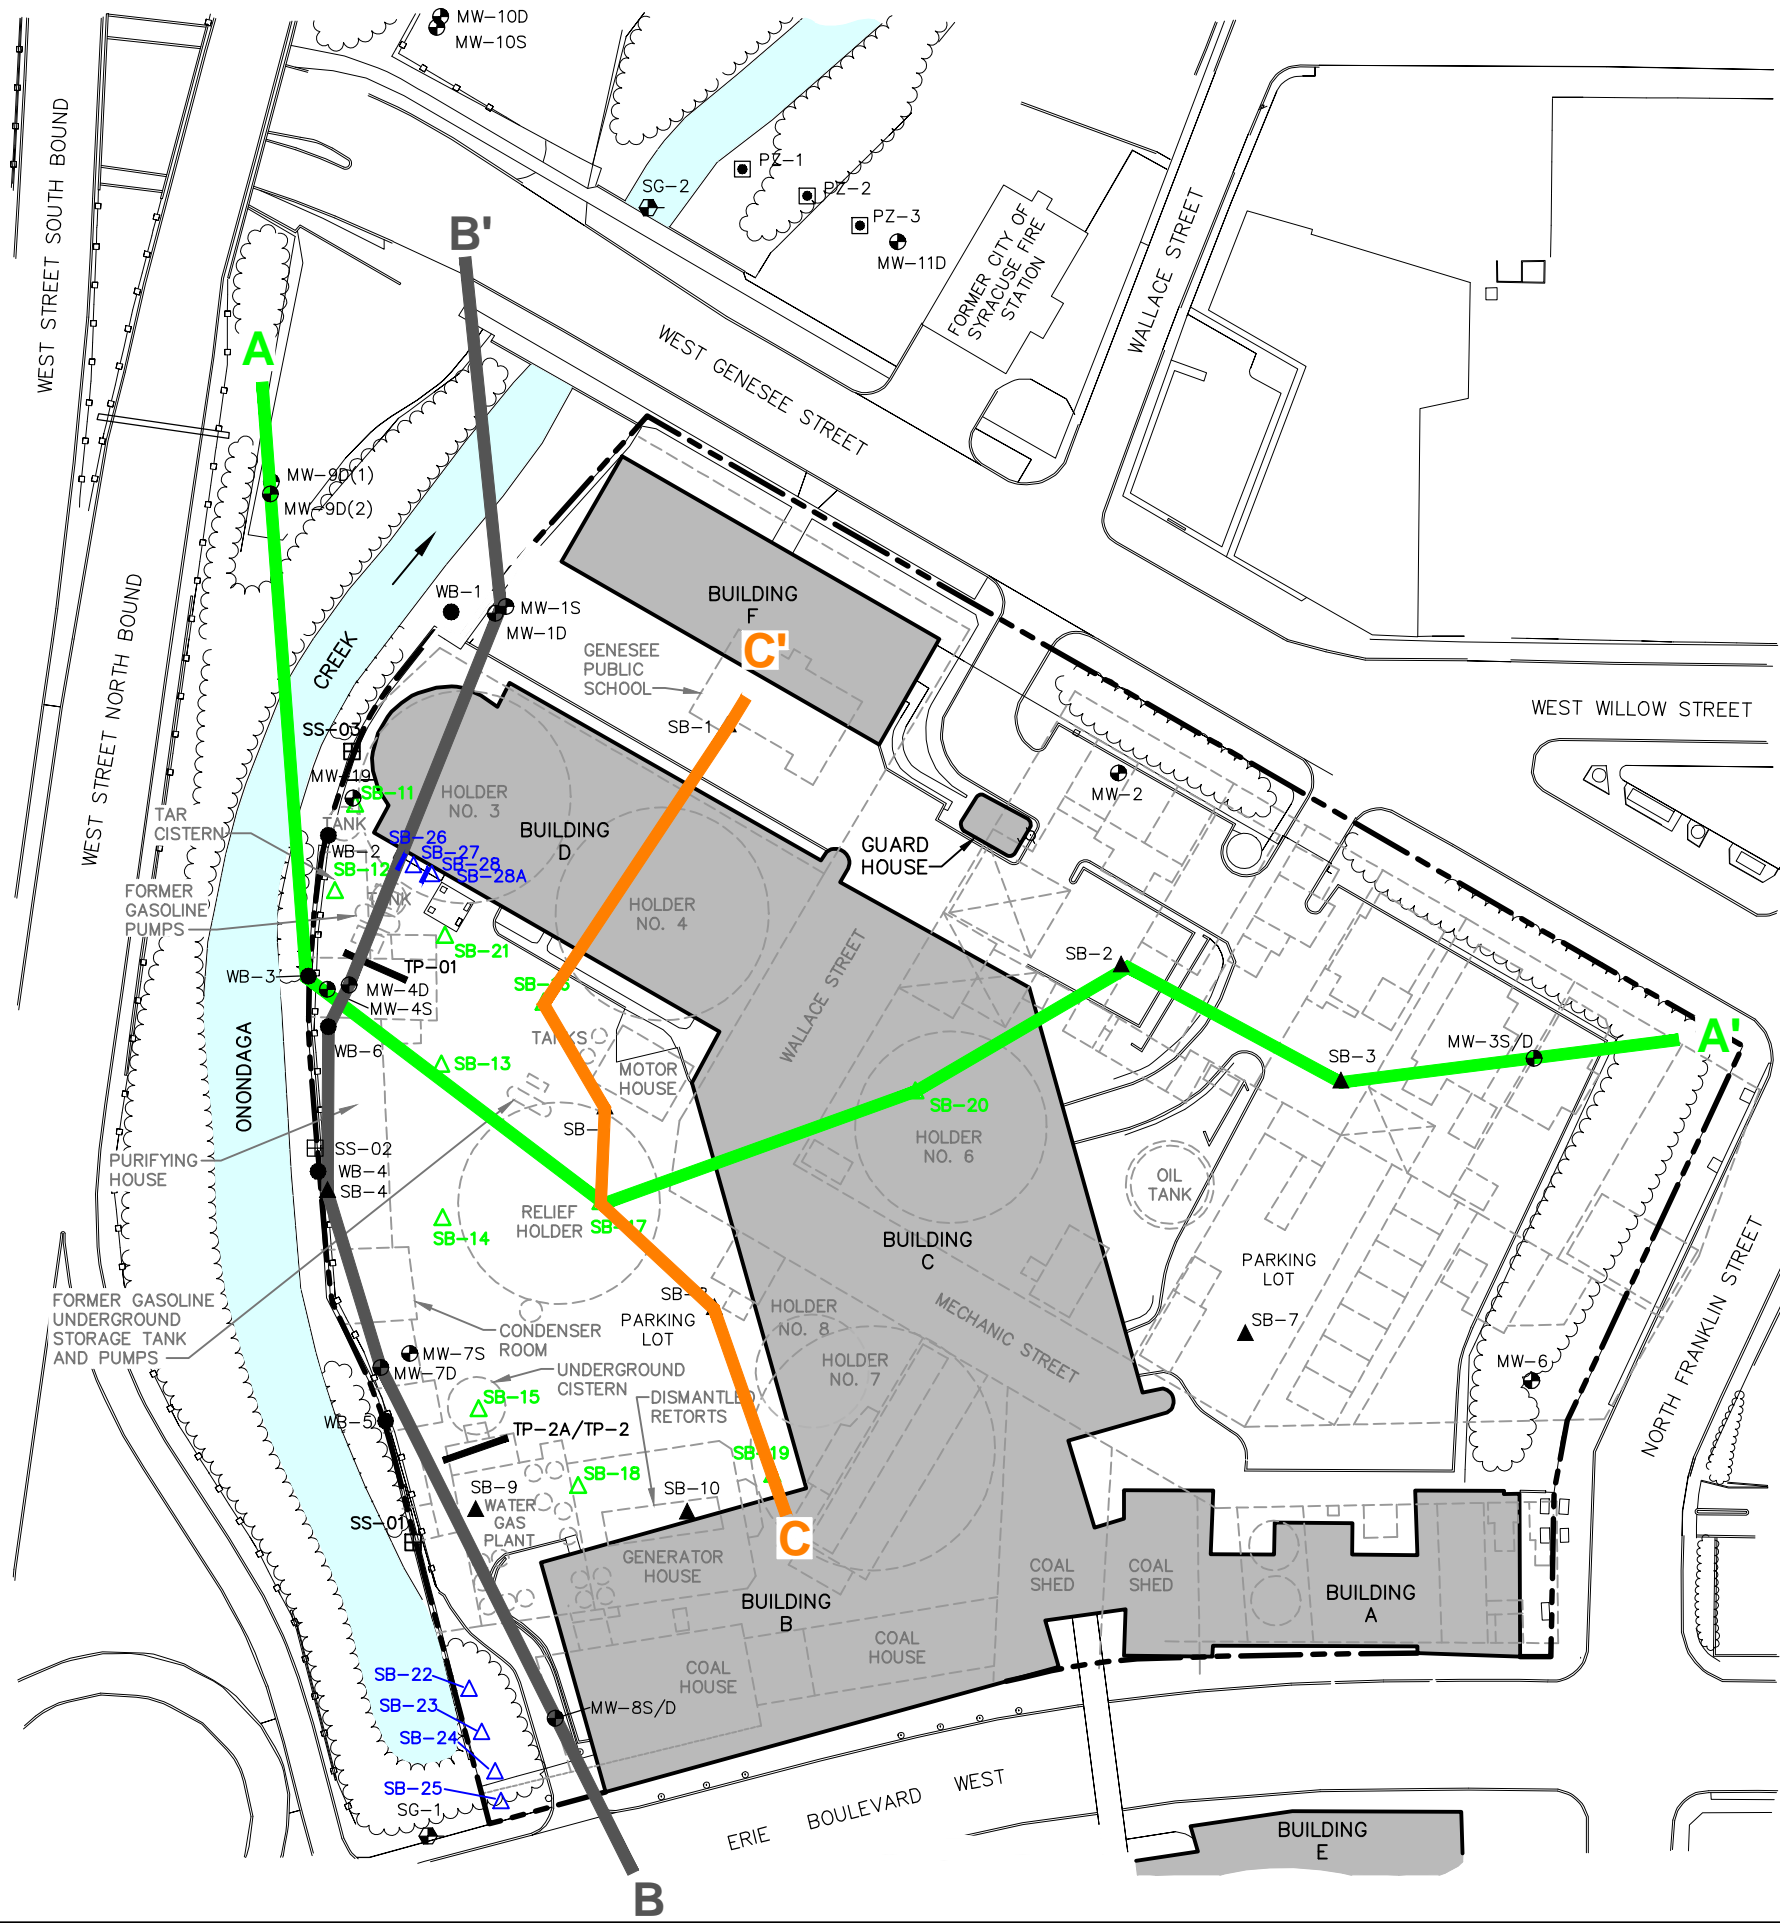 MW-10D
MW-10S
WEST STREET SOUTH BOUND
PZ-1
SG-2
PZ-2
PZ-3
MW-11D
FORMER CITY OF
SYRACUSE FIRE
STATION
WALLACE STREET
B'
A
WEST GENESEE STREET
MW-9D(1)
MW-9D(2)
WEST STREET NORTH BOUND
WB-1
MW-1S
MW-1D
BUILDING
F
C'
CREEK
GENESEE
PUBLIC
SCHOOL
SB-1
WEST WILLOW STREET
SS-03
MW-19
SB-11
TANK
HOLDER
NO. 3
BUILDING
D
MW-2
TAR
CISTERN
WB-2
SB-26
SB-27
SB-28
SB-28A
GUARD
HOUSE
SB-12
FORMER
GASOLINE
PUMPS
HOLDER
NO. 4
SB-21
TP-01
WB-3
MW-4D
MW-4S
WALLACE STREET
SB-2
WB-6
TANKS
SB-13
MOTOR
HOUSE
MW-3S/D
A'
SB-3
ONONDAGA
SB-20
HOLDER
NO. 6
PURIFYING
HOUSE
SS-02
WB-4
SB-4
OIL
TANK
RELIEF
HOLDER
SB-17
SB-14
BUILDING
C
PARKING
LOT
FORMER GASOLINE
UNDERGROUND
STORAGE TANK
AND PUMPS
PARKING
LOT
HOLDER
NO. 8
MECHANIC STREET
SB-7
CONDENSER
ROOM
MW-7S
MW-7D
UNDERGROUND
CISTERN
HOLDER
NO. 7
MW-6
NORTH FRANKLIN STREET
SB-15
DISMANTLED
RETORTS
WB-5
TP-2A/TP-2
SB-19
SB-18
SB-9
SB-10
WATER
GAS
PLANT
SS-01
C
GENERATOR
HOUSE
COAL
SHED
COAL
SHED
BUILDING
B
BUILDING
A
COAL
HOUSE
COAL
HOUSE
SB-22
SB-23
SB-24
SB-25
MW-8S/D
SG-1
ERIE BOULEVARD WEST
BUILDING
E
B